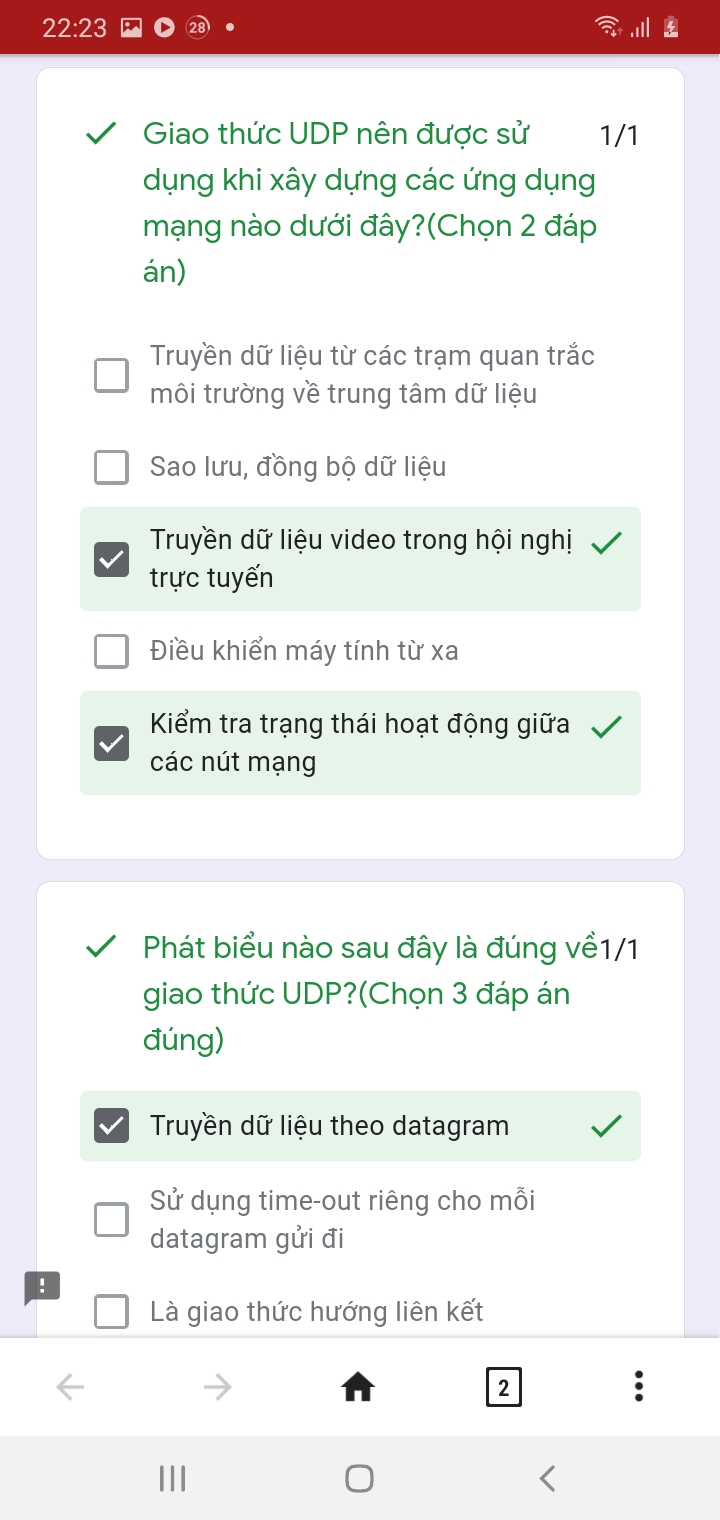 22:23
28
Giao thức UDP nên được sử 1/1
dụng khi xây dựng các ứng dụng
mạng nào dưới đây?(Chọn 2 đáp
án)
Truyền dữ liệu từ các trạm quan trắc
môi trường về trung tâm dữ liệu
Sao lưu, đồng bộ dữ liệu
Truyền dữ liệu video trong hội nghị
trực tuyến
Điều khiển máy tính từ xa
Kiểm tra trạng thái hoạt động giữa
các nút mạng
Phát biểu nào sau đây là đúng về 1/1
giao thức UDP?(Chọn 3 đáp án
đúng)
Truyền dữ liệu theo datagram
Sử dụng time-out riêng cho mỗi
datagram gửi đi
Là giao thức hướng liên kết
2